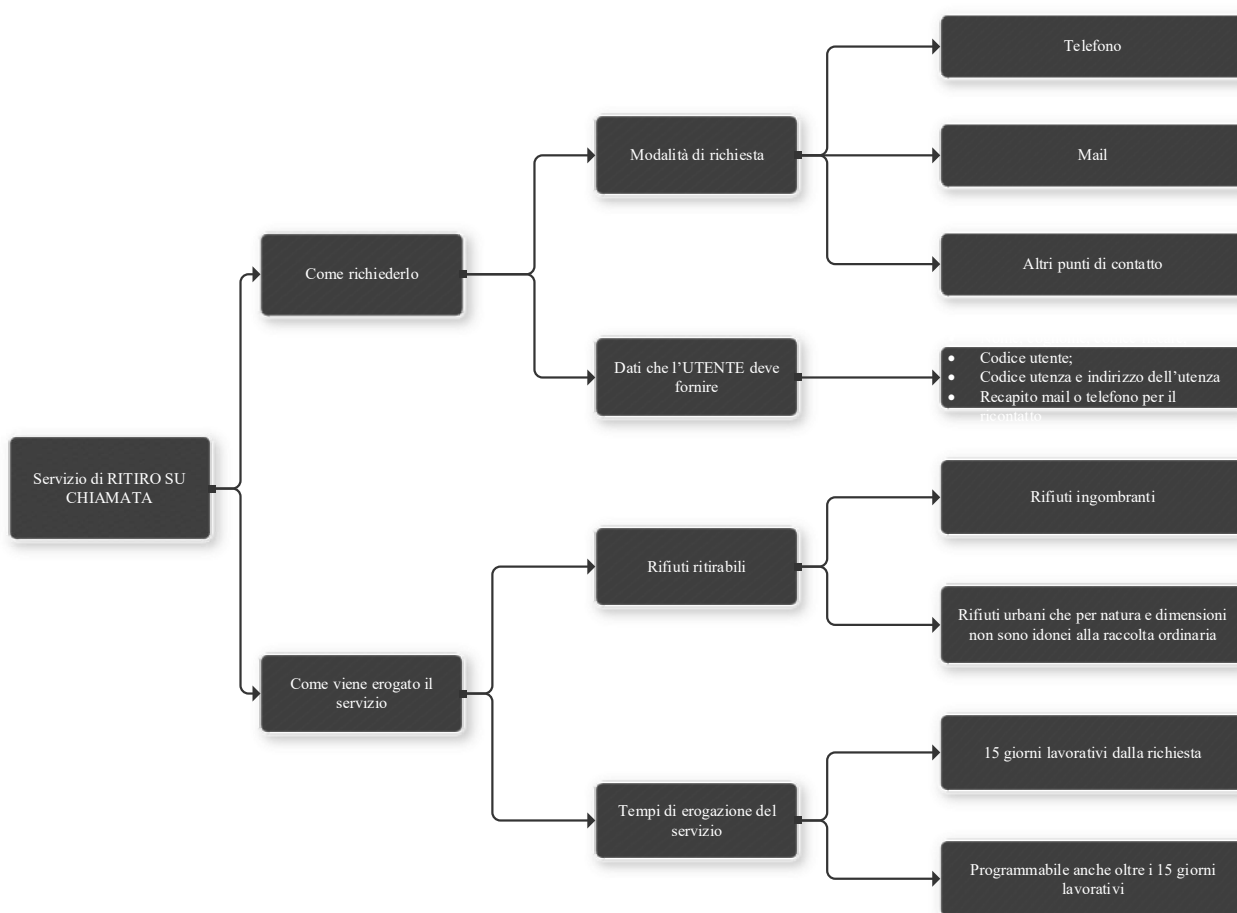 Telefono
Modalità di richiesta
Mail
Come richiederlo
Altri punti di contatto
Dati che l'UTENTE deve
fornire
• Codice utente;
• Codice utenza e indirizzo dell'utenza
• Recapito mail o telefono per il
ricontatto
Servizio di RITIRO SU
CHIAMATA
Rifiuti ingombranti
Rifiuti ritirabili
Rifiuti urbani che per natura e dimensioni
non sono idonei alla raccolta ordinaria
Come viene erogato il
servizio
15 giorni lavorativi dalla richiesta
Tempi di erogazione del
servizio
Programmabile anche oltre i 15 giorni
lavorativi